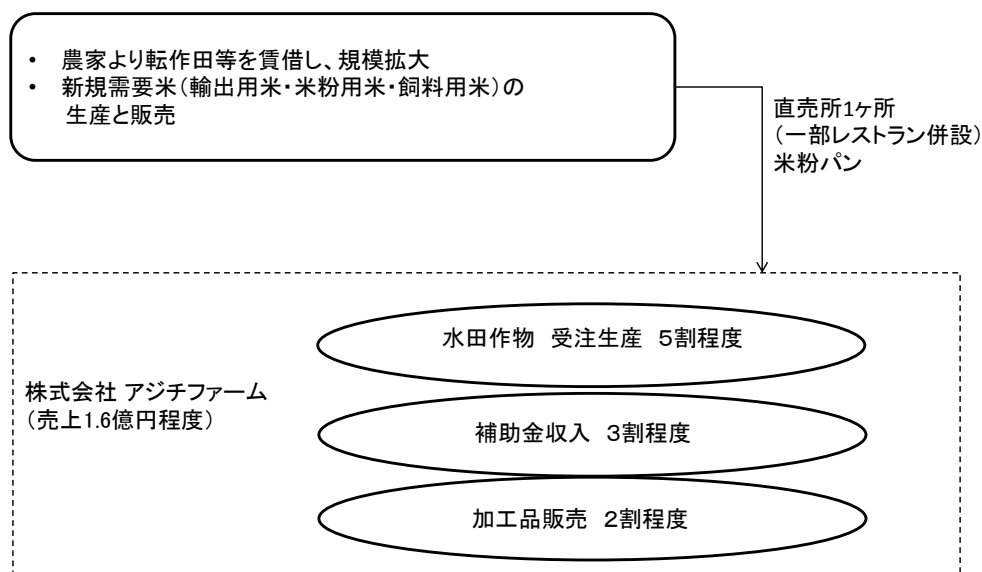 • 農家より転作田等を賃借し、規模拡大
• 新規需要米(輸出用米・米粉用米・飼料用米)の
生産と販売
直売所1ヶ所
(一部レストラン併設)
米粉パン
水田作物 受注生産 5割程度
株式会社 アジチファーム
(売上1.6億円程度)
補助金収入 3割程度
加工品販売 2割程度